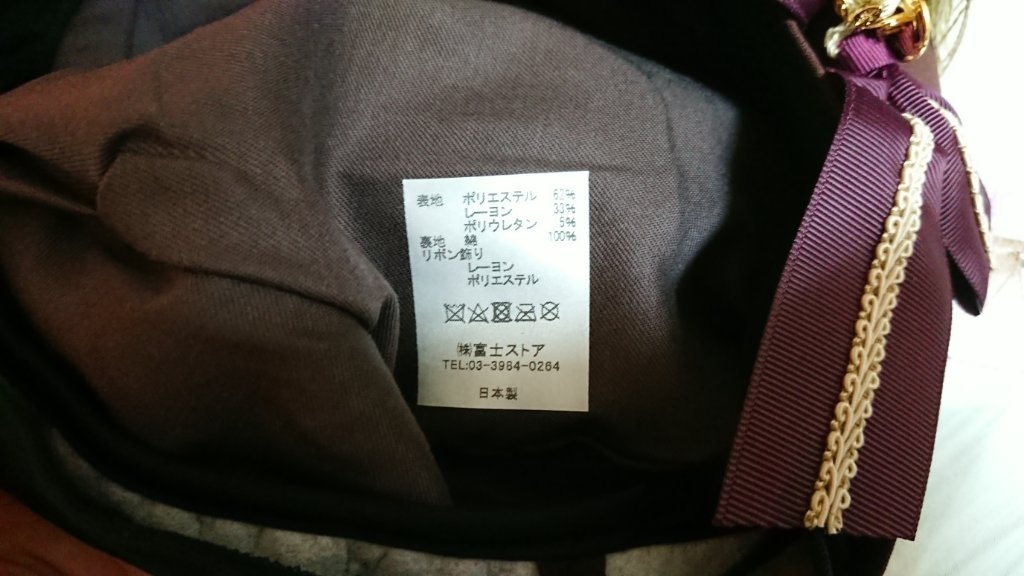 表地 ポリエステル 62%
レーヨン 33%
ポリウレタン 5%
裏地 綿 100%
リボン飾り
レーヨン
ポリエステル
㈱富士ストア
TEL:03-3984-0264
日本製